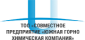 ТОО «СОВМЕСТНОЕ
ПРЕДПРИЯТИЕ «ЮЖНАЯ ГОРНО
ХИМИЧЕСКАЯ КОМПАНИЯ»